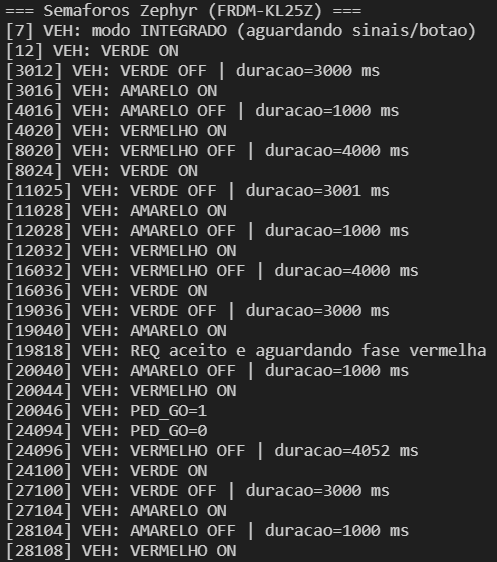 === Semaforos Zephyr (FRDM-KL25Z) ===
[7] VEH: modo INTEGRADO (aguardando sinais/botao)
[12] VEH: VERDE ON
[3012] VEH: VERDE OFF | duracao=3000 ms
[3016] VEH: AMARELO ON
[4016] VEH: AMARELO OFF | duracao=1000 ms
[4020] VEH: VERMELHO ON
[8020] VEH: VERMELHO OFF | duracao=4000 ms
[8024] VEH: VERDE ON
[11025] VEH: VERDE OFF | duracao=3001 ms
[11028] VEH: AMARELO ON
[12028] VEH: AMARELO OFF | duracao=1000 ms
[12032] VEH: VERMELHO ON
[16032] VEH: VERMELHO OFF | duracao=4000 ms
[16036] VEH: VERDE ON
[19036] VEH: VERDE OFF | duracao=3000 ms
[19040] VEH: AMARELO ON
[19818] VEH: REQ aceito e aguardando fase vermelha
[20040] VEH: AMARELO OFF | duracao=1000 ms
[20044] VEH: VERMELHO ON
[20046] VEH: PED_GO=1
[24094] VEH: PED_GO=0
[24096] VEH: VERMELHO OFF | duracao=4052 ms
[24100] VEH: VERDE ON
[27100] VEH: VERDE OFF | duracao=3000 ms
[27104] VEH: AMARELO ON
[28104] VEH: AMARELO OFF | duracao=1000 ms
[28108] VEH: VERMELHO ON